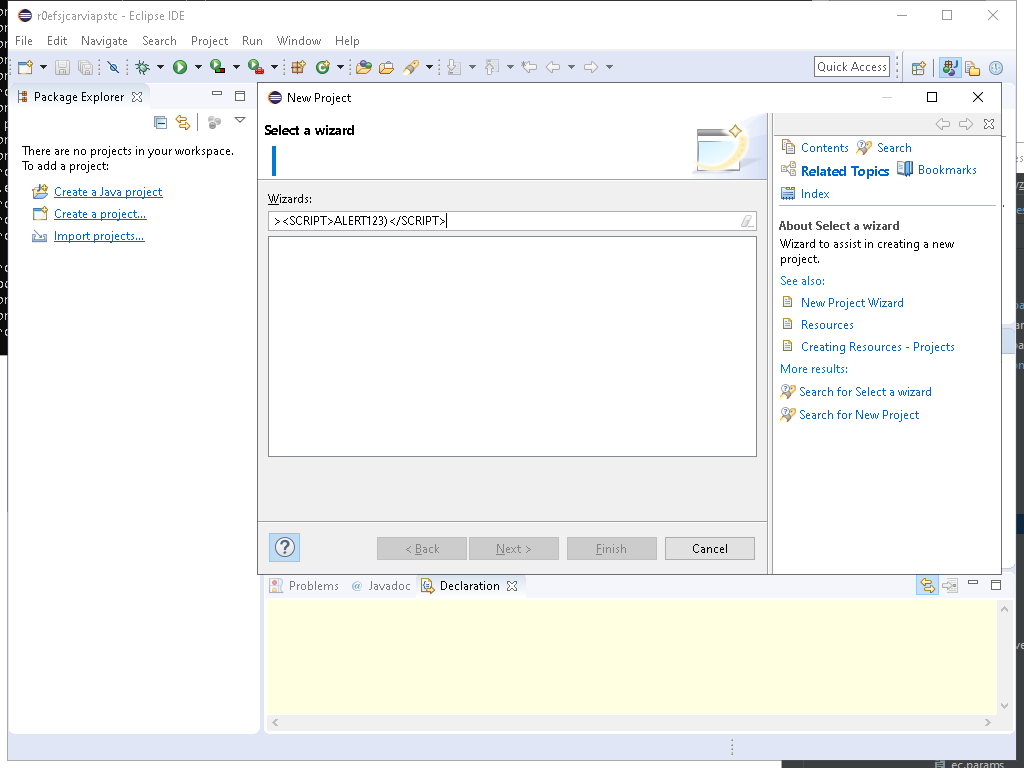 r0efsjcarviapstc - Eclipse IDE
File Edit Navigate Search Project Run Window Help
Quick Access
Package Explorer
There are no projects in your workspace.
To add a project:
Create a Java project
Create a project...
Import projects...
New Project
Select a wizard
Wizards:
><SCRIPT>ALERT123)</SCRIPT>
< Back Next > Finish Cancel
Contents Search
Related Topics Bookmarks
Index
About Select a wizard
Wizard to assist in creating a new
project.
See also:
New Project Wizard
Resources
Creating Resources - Projects
More results:
Search for Select a wizard
Search for New Project
Problems @ Javadoc Declaration
ec.params